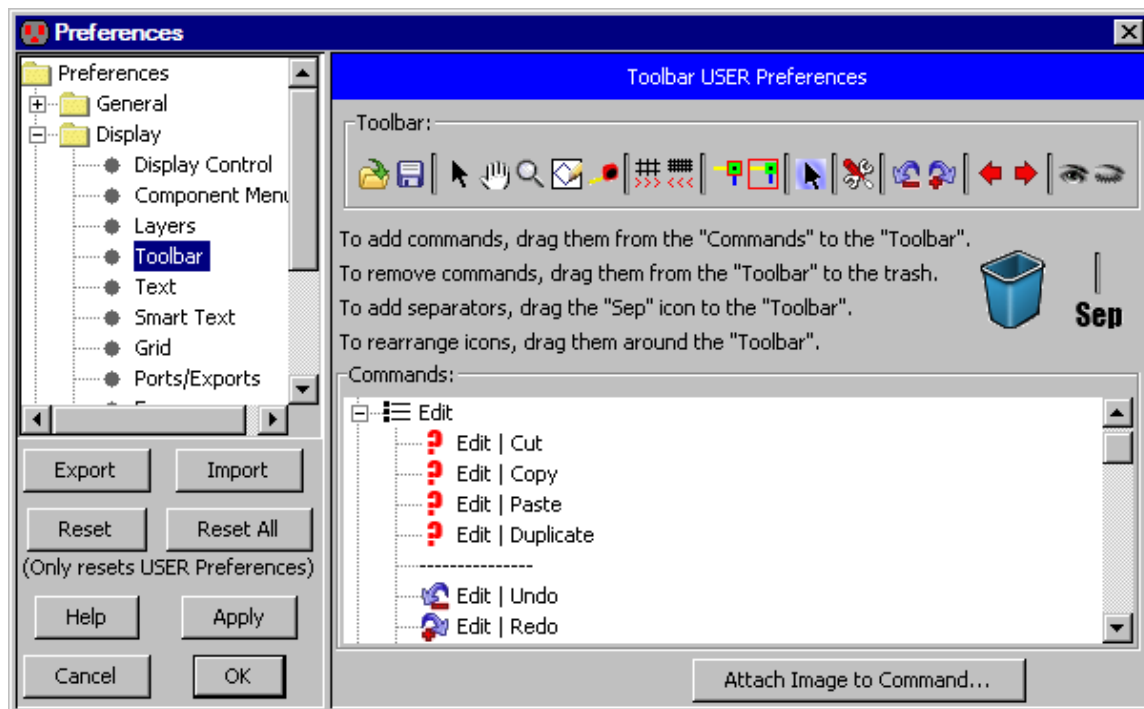 Preferences
Preferences
General
Display
Display Control
Component Menu
Layers
Toolbar
Text
Smart Text
Grid
Ports/Exports
Export
Import
Reset
Reset All
(Only resets USER Preferences)
Help
Apply
Cancel
OK
Toolbar USER Preferences
Toolbar:
To add commands, drag them from the "Commands" to the "Toolbar".
To remove commands, drag them from the "Toolbar" to the trash.
To add separators, drag the "Sep" icon to the "Toolbar".
To rearrange icons, drag them around the "Toolbar".
Sep
Commands:
Edit
Edit | Cut
Edit | Copy
Edit | Paste
Edit | Duplicate
---------------
Edit | Undo
Edit | Redo
Attach Image to Command...